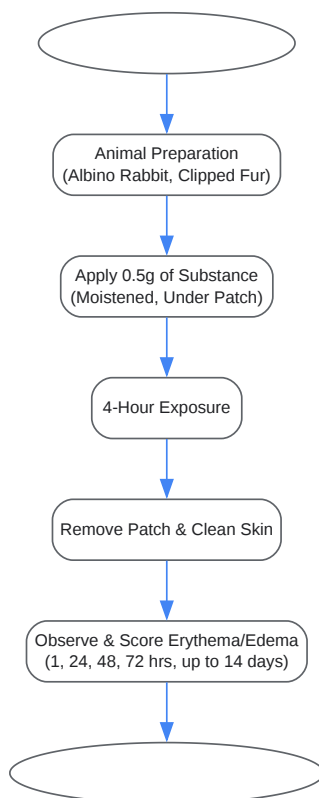 Animal Preparation
(Albino Rabbit, Clipped Fur)
Apply 0.5g of Substance
(Moistened, Under Patch)
4-Hour Exposure
Remove Patch & Clean Skin
Observe & Score Erythema/Edema
(1, 24, 48, 72 hrs, up to 14 days)